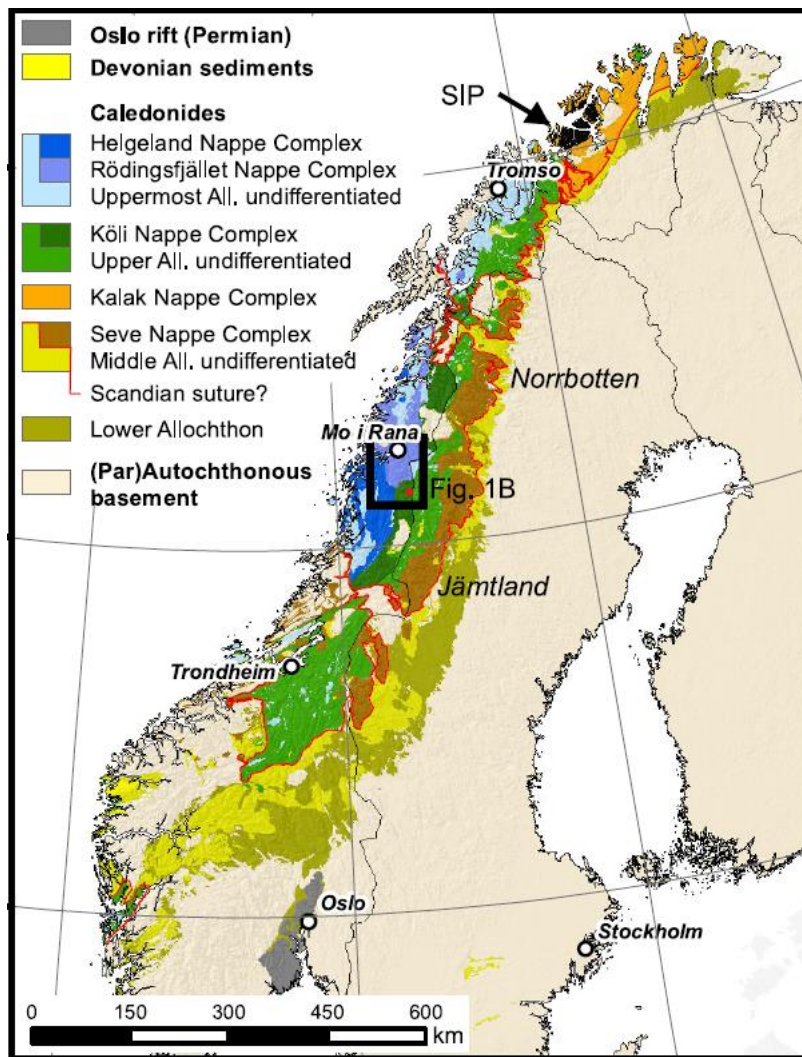 Oslo rift (Permian)
Devonian sediments
Caledonides
Helgeland Nappe Complex
Rödingsfjället Nappe Complex
Uppermost All. undifferentiated
Köli Nappe Complex
Upper All. undifferentiated
Kalak Nappe Complex
Seve Nappe Complex
Middle All. undifferentiated
Scandian suture?
Lower Allochthon
(Par)Autochthonous
basement
SIP
Tromsø
Norrbotten
Mo i Rana
Fig. 1B
Jämtland
Trondheim
Oslo
Stockholm
0 150 300 450 600
km